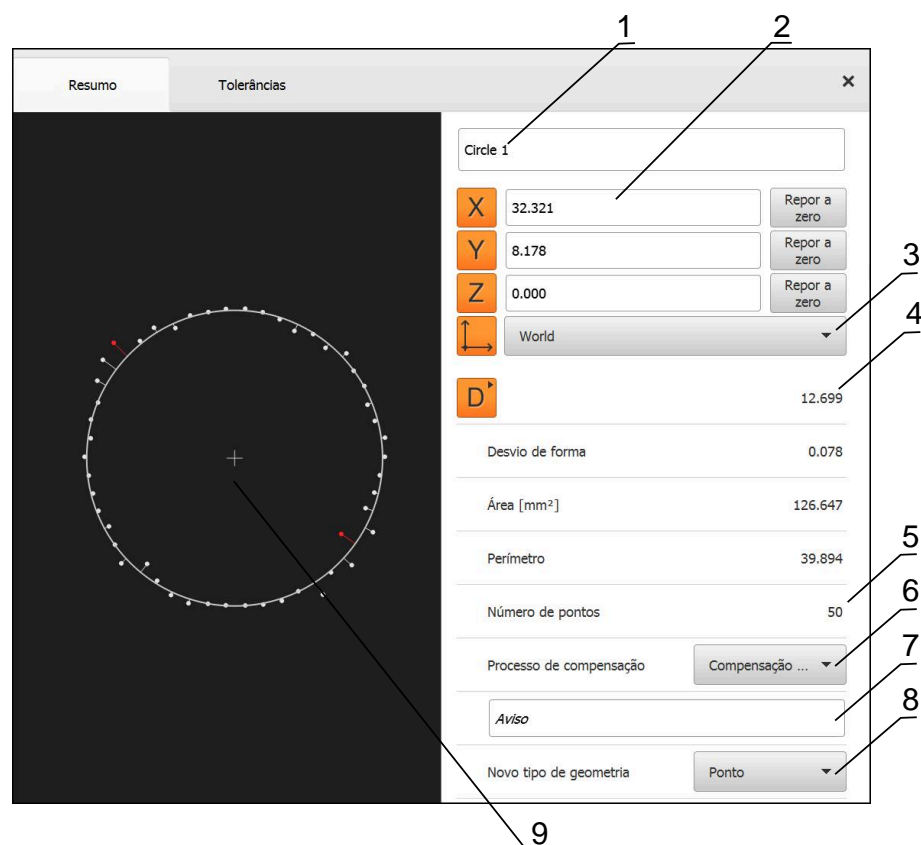 1
2
Resumo
Tolerâncias
×
Circle 1
X
32.321
Repor a
zero
Y
8.178
Repor a
zero
3
Z
0.000
Repor a
zero
4
World
D
12.699
Desvio de forma
0.078
Área [mm²]
126.647
Perímetro
39.894
5
Número de pontos
50
6
Processo de compensação
Compensação ...
7
Aviso
8
Novo tipo de geometria
Ponto
9